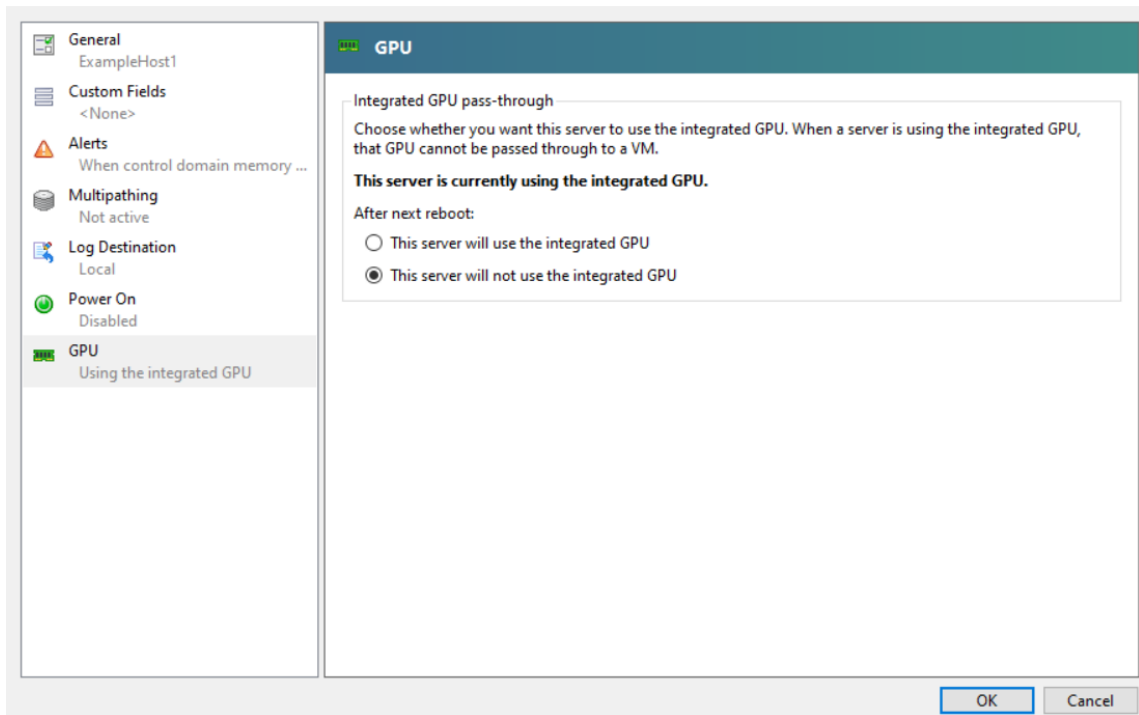 General
ExampleHost1
Custom Fields
<None>
Alerts
When control domain memory ...
Multipathing
Not active
Log Destination
Local
Power On
Disabled
GPU
Using the integrated GPU
GPU
Integrated GPU pass-through
Choose whether you want this server to use the integrated GPU. When a server is using the integrated GPU,
that GPU cannot be passed through to a VM.
This server is currently using the integrated GPU.
After next reboot:
This server will use the integrated GPU
This server will not use the integrated GPU
OK
Cancel